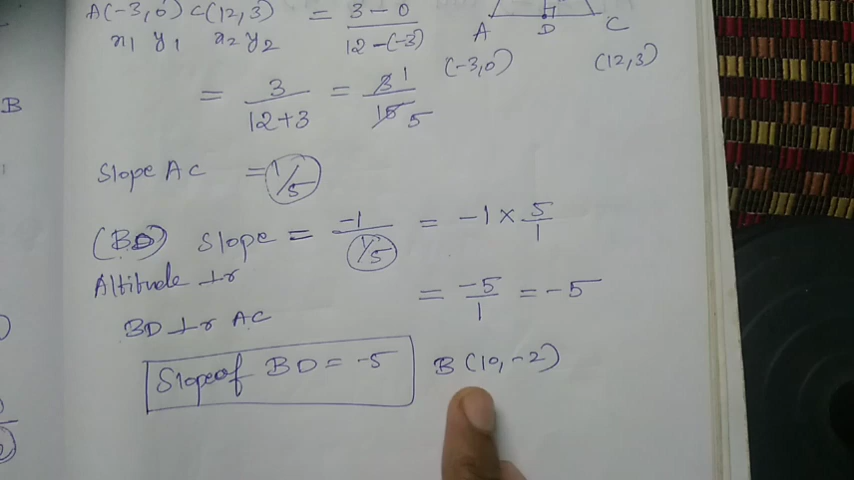 A(-3,0) C(12,3) = 3-0 / 12-(-3)
x1 y1 x2 y2
A D C
(-3,0) (12,3)
B
= 3 / 12+3 = 3 1 / 15 5
Slope AC = 1/5
(BD) Slope = -1 / 1/5 = -1 × 5/1
Altitude ⊥r
= -5/1 = -5
BD ⊥r AC
Slope of BD = -5 B(10,-2)